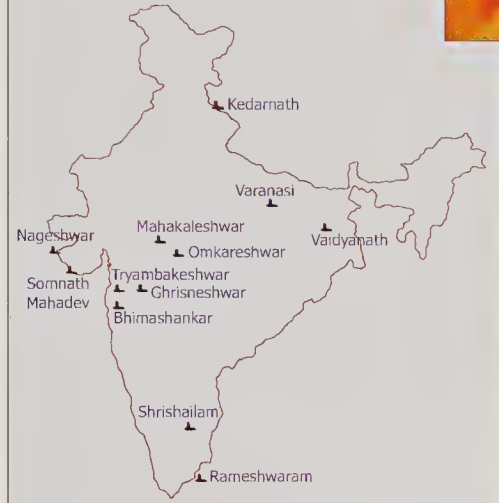 Kedarnath
Varanasi
Mahakaleshwar
Vaidyanath
Nageshwar
Omkareshwar
Somnath
Mahadev
Tryambakeshwar
Ghrisneshwar
Bhimashankar
Shrishailam
Rameshwaram